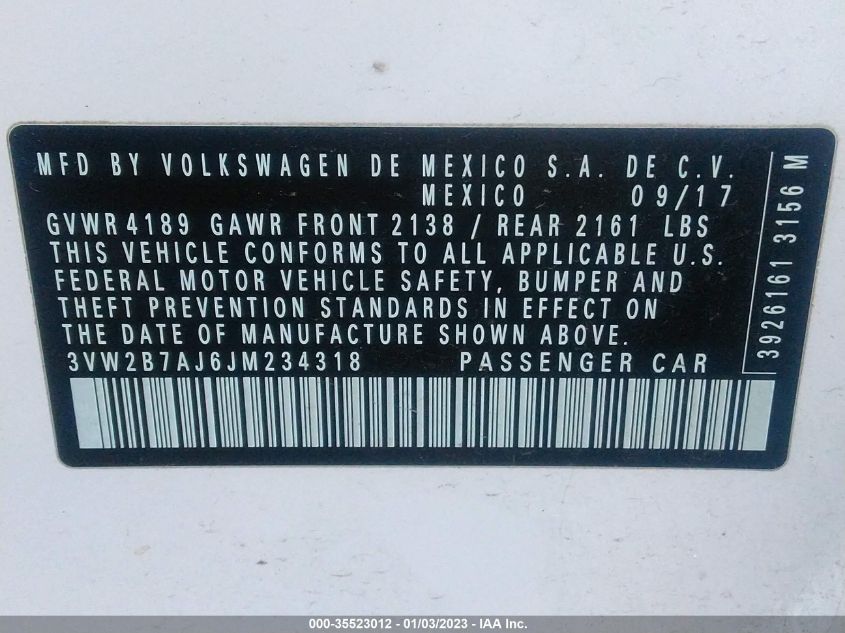 MFD BY VOLKSWAGEN DE MEXICO S.A. DE C.V.
MEXICO 09/17
GVWR 4189 GAWR FRONT 2138 / REAR 2161 LBS
THIS VEHICLE CONFORMS TO ALL APPLICABLE U.S.
FEDERAL MOTOR VEHICLE SAFETY, BUMPER AND
THEFT PREVENTION STANDARDS IN EFFECT ON
THE DATE OF MANUFACTURE SHOWN ABOVE.
3VW2B7AJ6JM234318 PASSENGER CAR
3926161 3156 M
000-35523012 - 01/03/2023 - IAA Inc.